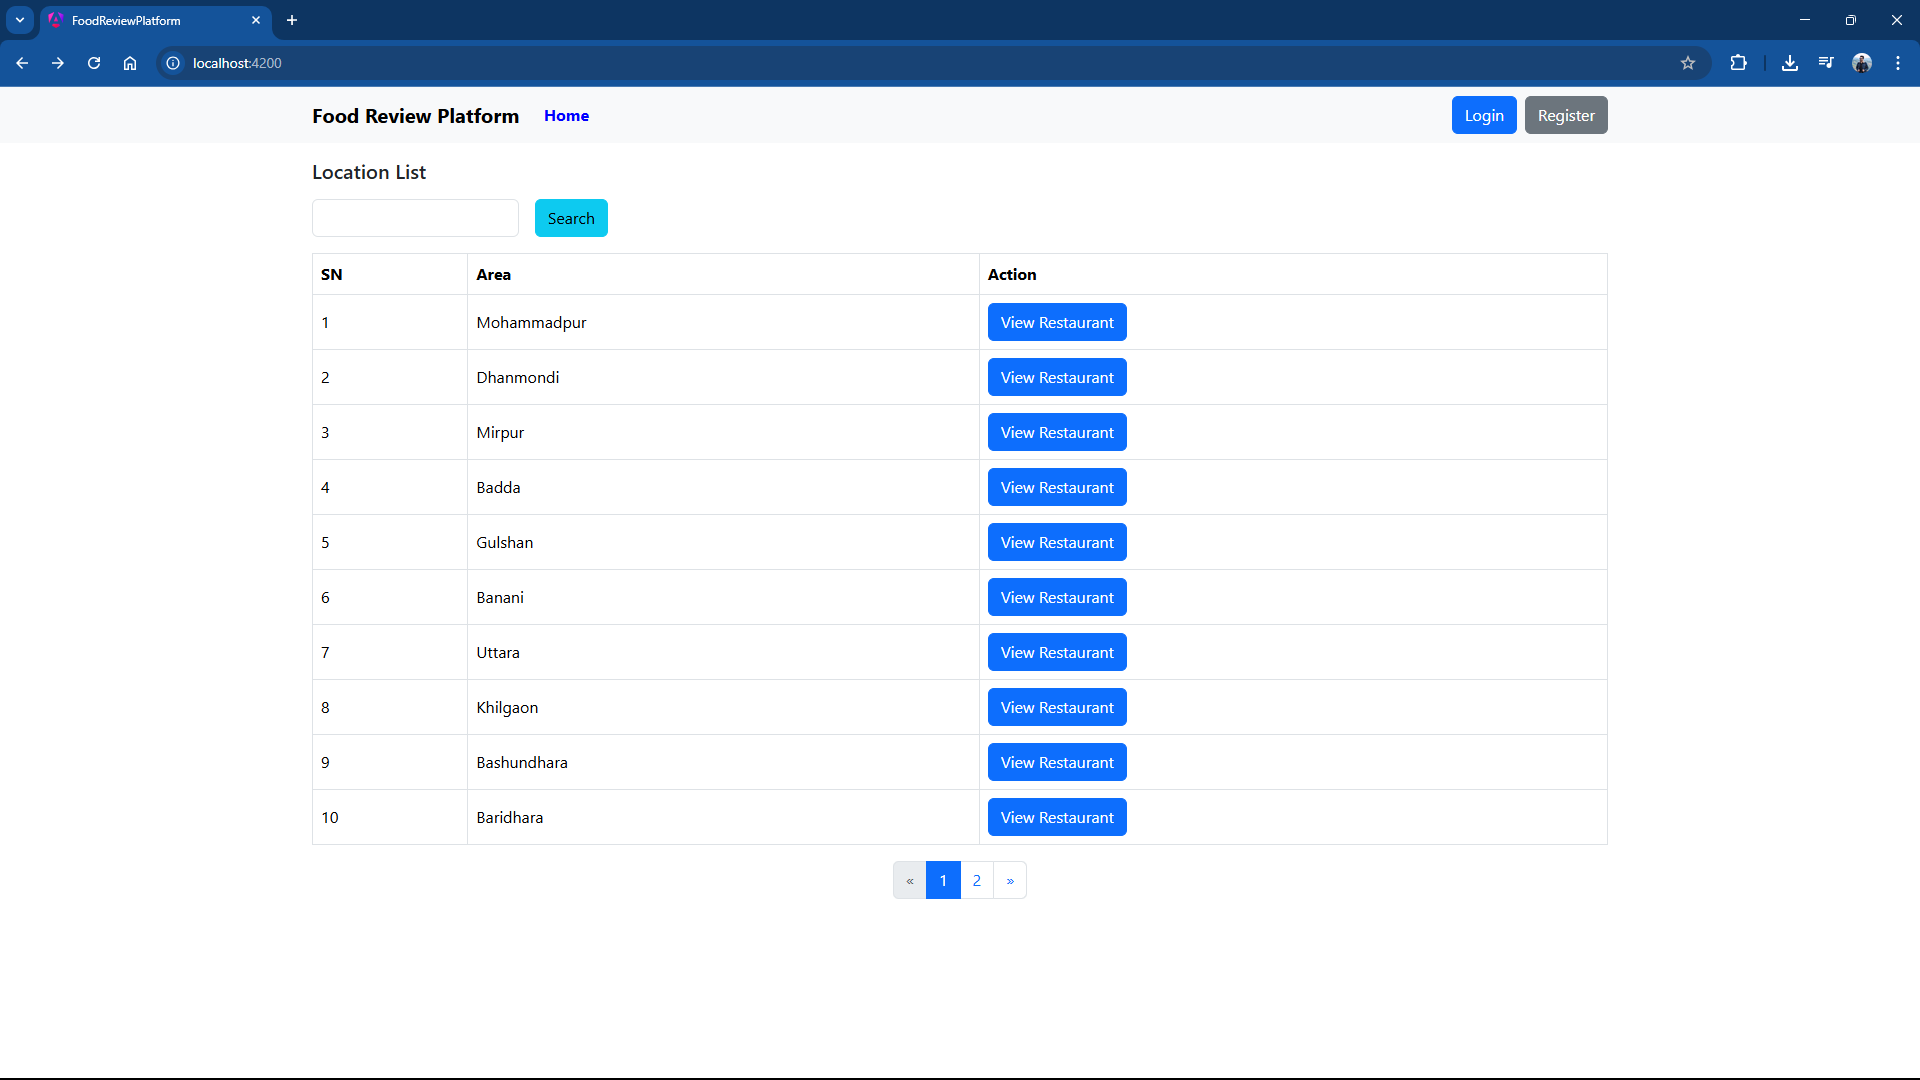 FoodReviewPlatform
localhost:4200
Food Review Platform Home Login Register
Location List
Search
SN Area Action
1 Mohammadpur View Restaurant
2 Dhanmondi View Restaurant
3 Mirpur View Restaurant
4 Badda View Restaurant
5 Gulshan View Restaurant
6 Banani View Restaurant
7 Uttara View Restaurant
8 Khilgaon View Restaurant
9 Bashundhara View Restaurant
10 Baridhara View Restaurant
« 1 2 »